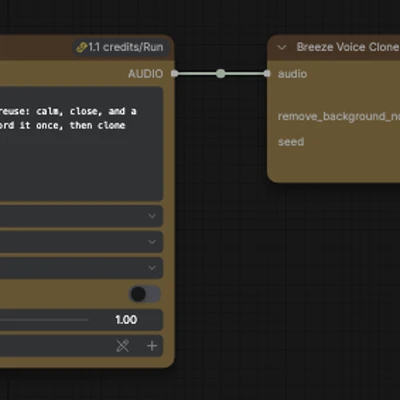 1.1 credits/Run
AUDIO
reuse: calm, close, and a
ord it once, then clone
1.00
Breeze Voice Clone
audio
remove_background_no
seed